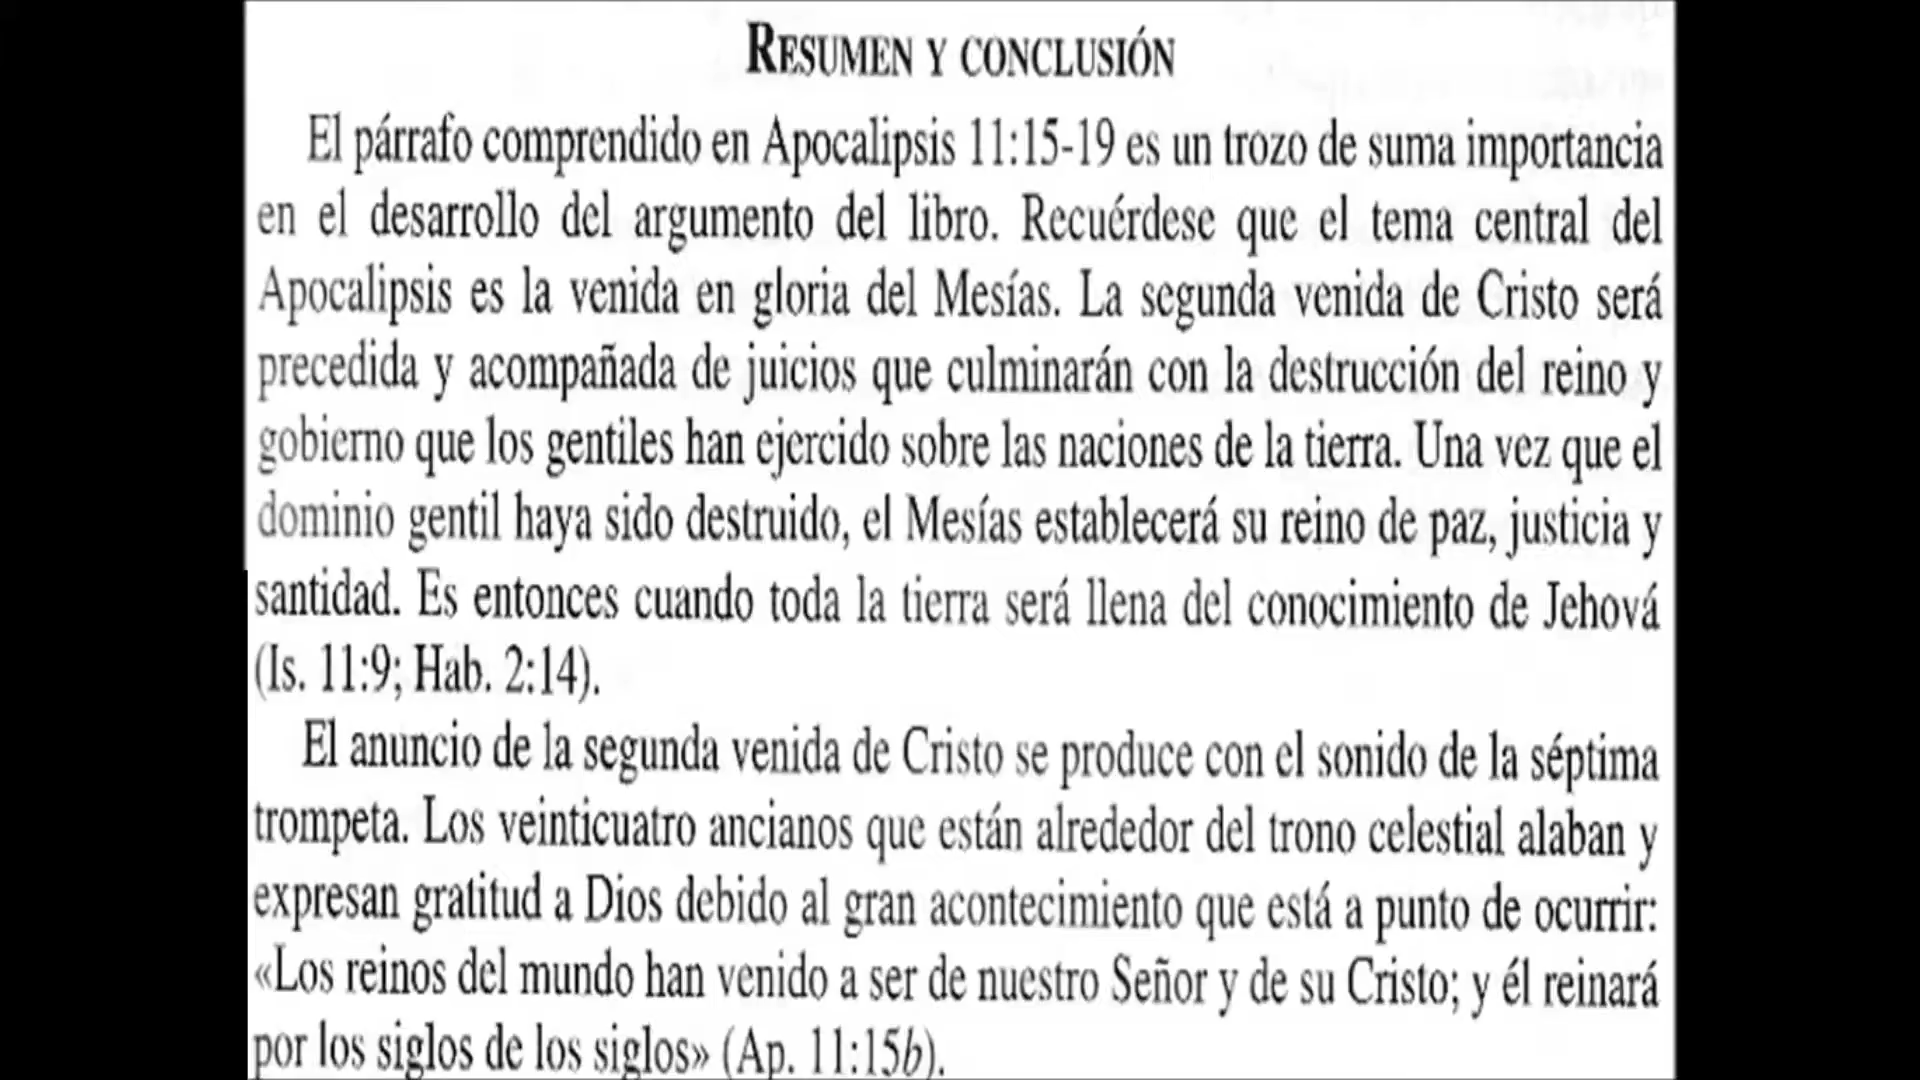 RESUMEN Y CONCLUSIÓN
El párrafo comprendido en Apocalipsis 11:15-19 es un trozo de suma importancia
en el desarrollo del argumento del libro. Recuérdese que el tema central del
Apocalipsis es la venida en gloria del Mesías. La segunda venida de Cristo será
precedida y acompañada de juicios que culminarán con la destrucción del reino y
gobierno que los gentiles han ejercido sobre las naciones de la tierra. Una vez que el
dominio gentil haya sido destruido, el Mesías establecerá su reino de paz, justicia y
santidad. Es entonces cuando toda la tierra será llena del conocimiento de Jehová
(Is. 11:9; Hab. 2:14).
El anuncio de la segunda venida de Cristo se produce con el sonido de la séptima
trompeta. Los veinticuatro ancianos que están alrededor del trono celestial alaban y
expresan gratitud a Dios debido al gran acontecimiento que está a punto de ocurrir:
«Los reinos del mundo han venido a ser de nuestro Señor y de su Cristo; y él reinará
por los siglos de los siglos» (Ap. 11:15b).